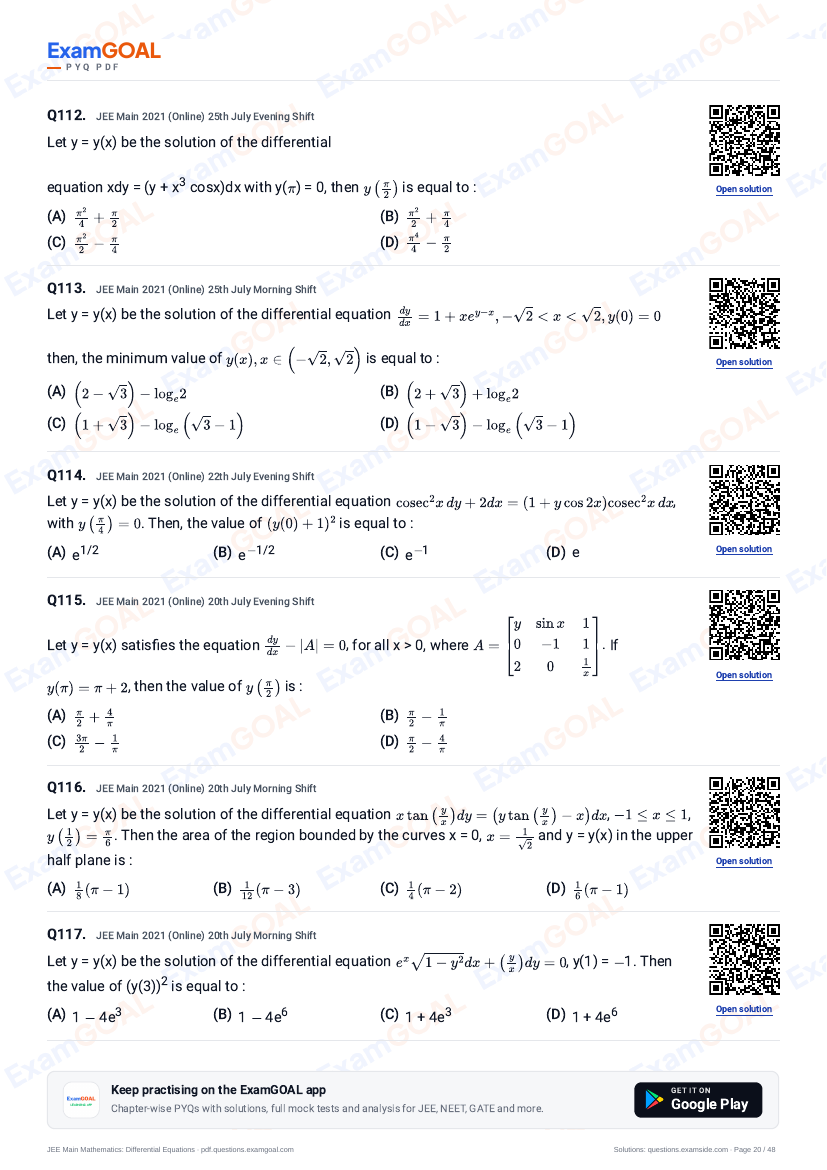 ExamGOAL
PYQ PDF
Q112. JEE Main 2021 (Online) 25th July Evening Shift
Let y = y(x) be the solution of the differential
equation xdy = (y + x³ cosx)dx with y(π) = 0, then y(π/2) is equal to :
Open solution
(A) π²/4 + π/2 (B) π²/2 + π/4
(C) π²/2 − π/4 (D) π⁴/4 − π/2
Q113. JEE Main 2021 (Online) 25th July Morning Shift
Let y = y(x) be the solution of the differential equation dy/dx = 1 + xe^(y−x), −√2 < x < √2, y(0) = 0
then, the minimum value of y(x), x ∈ (−√2, √2) is equal to :
Open solution
(A) (2 − √3) − logₑ2 (B) (2 + √3) + logₑ2
(C) (1 + √3) − logₑ(√3 − 1) (D) (1 − √3) − logₑ(√3 − 1)
Q114. JEE Main 2021 (Online) 22th July Evening Shift
Let y = y(x) be the solution of the differential equation cosec²x dy + 2dx = (1 + y cos 2x)cosec²x dx,
with y(π/4) = 0. Then, the value of (y(0) + 1)² is equal to :
Open solution
(A) e^1/2 (B) e^−1/2 (C) e^−1 (D) e
Q115. JEE Main 2021 (Online) 20th July Evening Shift
Let y = y(x) satisfies the equation dy/dx − |A| = 0, for all x > 0, where A = [y sin x 1; 0 −1 1; 2 0 1/x]. If
y(π) = π + 2, then the value of y(π/2) is :
Open solution
(A) π/2 + 4/π (B) π/2 − 1/π
(C) 3π/2 − 1/π (D) π/2 − 4/π
Q116. JEE Main 2021 (Online) 20th July Morning Shift
Let y = y(x) be the solution of the differential equation x tan(y/x)dy = (y tan(y/x) − x)dx, −1 ≤ x ≤ 1,
y(1/2) = π/6. Then the area of the region bounded by the curves x = 0, x = 1/√2 and y = y(x) in the upper
half plane is :
Open solution
(A) 1/8(π − 1) (B) 1/12(π − 3) (C) 1/4(π − 2) (D) 1/6(π − 1)
Q117. JEE Main 2021 (Online) 20th July Morning Shift
Let y = y(x) be the solution of the differential equation eˣ√(1 − y²)dx + (y/x)dy = 0, y(1) = −1. Then
the value of (y(3))² is equal to :
Open solution
(A) 1 − 4e³ (B) 1 − 4e⁶ (C) 1 + 4e³ (D) 1 + 4e⁶
ExamGOAL
Keep practising on the ExamGOAL app
Chapter-wise PYQs with solutions, full mock tests and analysis for JEE, NEET, GATE and more.
GET IT ON
Google Play
JEE Main Mathematics: Differential Equations · pdf.questions.examgoal.com
Solutions: questions.examside.com · Page 20 / 48